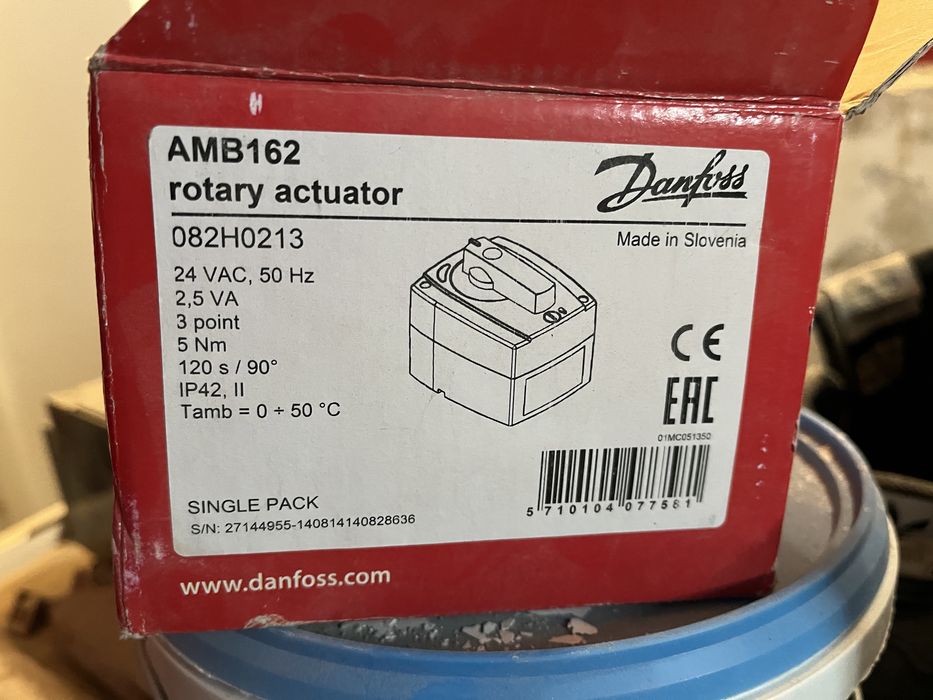 AMB162
rotary actuator
Danfoss
082H0213
Made in Slovenia
24 VAC, 50 Hz
2,5 VA
3 point
5 Nm
120 s / 90°
IP42, II
Tamb = 0 ÷ 50 °C
CE
EAC
01MC051350
5 710104 077581
SINGLE PACK
S/N: 27144955-140814140828636
www.danfoss.com